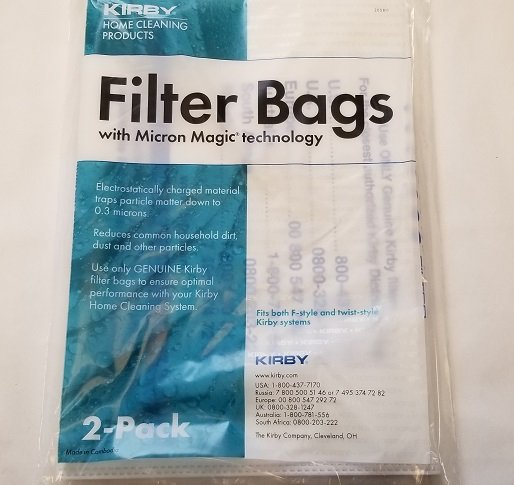 KIRBY
HOME CLEANING
PRODUCTS
Filter Bags
with Micron Magic® technology
Electrostatically charged material
traps particle matter down to
0.3 microns.
Reduces common household dirt,
dust and other particles.
Use only GENUINE Kirby
filter bags to ensure optimal
performance with your Kirby
Home Cleaning System.
Fits both F-style and twist-style
Kirby systems
KIRBY
www.kirby.com
USA: 1-800-437-7170
Russia: 7 800 500 51 46 or 7 495 374 72 82
Europe: 00 800 547 292 72
UK: 0800-328-1247
Australia: 1-800-781-556
South Africa: 0800-203-222
The Kirby Company, Cleveland, OH
2-Pack
Made in Cambodia